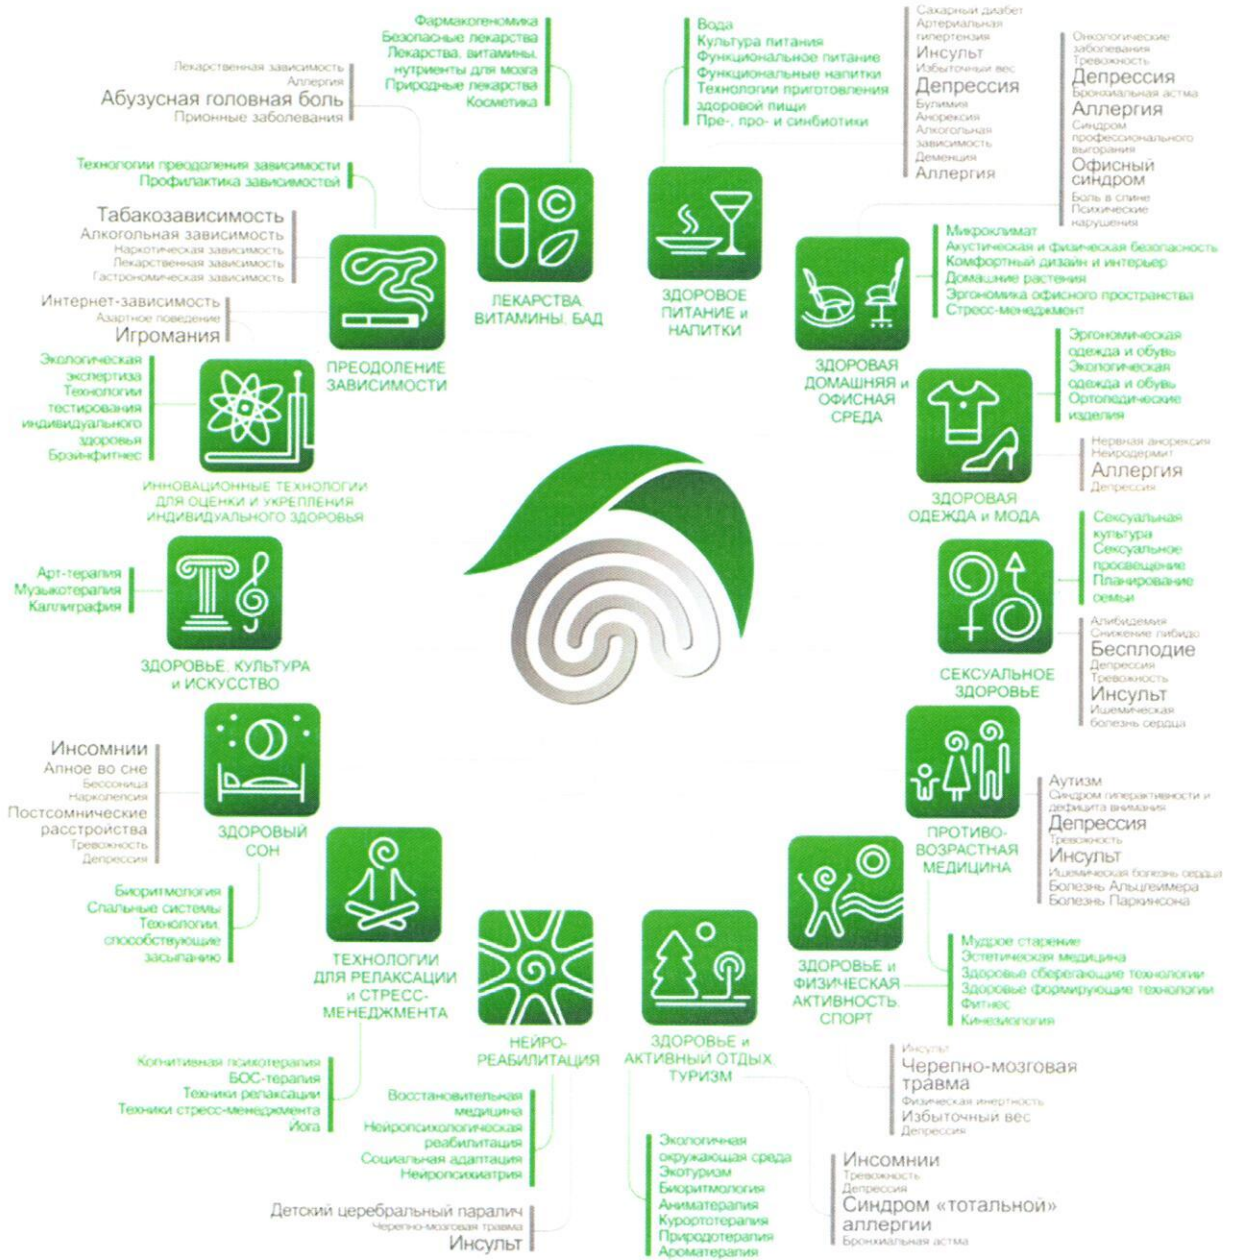 Фармакогеномика
Безопасные лекарства
Лекарства, витамины,
нутриенты для мозга
Природные лекарства
Косметика
Лекарственная зависимость
Аллергия
Абузусная головная боль
Прионные заболевания
ЛЕКАРСТВА,
ВИТАМИНЫ, БАД
Вода
Культура питания
Функциональное питание
Функциональные напитки
Технологии приготовления
здоровой пищи
Пре-, про- и синбиотики
Сахарный диабет
Артериальная
гипертензия
Инсульт
Избыточный вес
Депрессия
Булимия
Анорексия
Алкогольная
зависимость
Деменция
Аллергия
ЗДОРОВОЕ
ПИТАНИЕ и
НАПИТКИ
Онкологические
заболевания
Тревожность
Депрессия
Бронхиальная астма
Аллергия
Синдром
профессионального
выгорания
Офисный
синдром
Боль в спине
Психические
нарушения
Микроклимат
Акустическая и физическая безопасность
Комфортный дизайн и интерьер
Домашние растения
Эргономика офисного пространства
Стресс-менеджмент
ЗДОРОВАЯ
ДОМАШНЯЯ и
ОФИСНАЯ
СРЕДА
Эргономическая
одежда и обувь
Экологическая
одежда и обувь
Ортопедические
изделия
Нервная анорексия
Нейродермит
Аллергия
Депрессия
ЗДОРОВАЯ
ОДЕЖДА и МОДА
Сексуальная
культура
Сексуальное
просвещение
Планирование
семьи
Алибидемия
Снижение либидо
Бесплодие
Депрессия
Тревожность
Инсульт
Ишемическая
болезнь сердца
СЕКСУАЛЬНОЕ
ЗДОРОВЬЕ
Аутизм
Синдром гиперактивности и
дефицита внимания
Депрессия
Тревожность
Инсульт
Ишемическая болезнь сердца
Болезнь Альцгеймера
Болезнь Паркинсона
ПРОТИВО-
ВОЗРАСТНАЯ
МЕДИЦИНА
Мудрое старение
Эстетическая медицина
Здоровье сберегающие технологии
Здоровье формирующие технологии
Фитнес
Кинезиология
ЗДОРОВЬЕ и
ФИЗИЧЕСКАЯ
АКТИВНОСТЬ,
СПОРТ
Инсульт
Черепно-мозговая
травма
Физическая инертность
Избыточный вес
Депрессия
ЗДОРОВЬЕ и
АКТИВНЫЙ ОТДЫХ,
ТУРИЗМ
Экологичная
окружающая среда
Экотуризм
Биоритмология
Аниматерапия
Курортотерапия
Природотерапия
Ароматерапия
Инсомнии
Тревожность
Депрессия
Синдром «тотальной»
аллергии
Бронхиальная астма
НЕЙРО-
РЕАБИЛИТАЦИЯ
Восстановительная
медицина
Нейропсихологическая
реабилитация
Социальная адаптация
Нейропсихиатрия
Детский церебральный паралич
Черепно-мозговая травма
Инсульт
ТЕХНОЛОГИИ
ДЛЯ РЕЛАКСАЦИИ
и СТРЕСС-
МЕНЕДЖМЕНТА
Когнитивная психотерапия
БОС-терапия
Техники релаксации
Техники стресс-менеджмента
Йога
ЗДОРОВЫЙ
СОН
Инсомнии
Апное во сне
Бессоница
Нарколепсия
Постсомнические
расстройства
Тревожность
Депрессия
Биоритмология
Спальные системы
Технологии,
способствующие
засыпанию
ЗДОРОВЬЕ, КУЛЬТУРА
и ИСКУССТВО
Арт-терапия
Музыкотерапия
Каллиграфия
ИННОВАЦИОННЫЕ ТЕХНОЛОГИИ
ДЛЯ ОЦЕНКИ И УКРЕПЛЕНИЯ
ИНДИВИДУАЛЬНОГО ЗДОРОВЬЯ
Экологическая
экспертиза
Технологии
тестирования
индивидуального
здоровья
Брэйнфитнес
ПРЕОДОЛЕНИЕ
ЗАВИСИМОСТИ
Технологии преодоления зависимости
Профилактика зависимостей
Табакозависимость
Алкогольная зависимость
Наркотическая зависимость
Лекарственная зависимость
Гастрономическая зависимость
Интернет-зависимость
Азартное поведение
Игромания